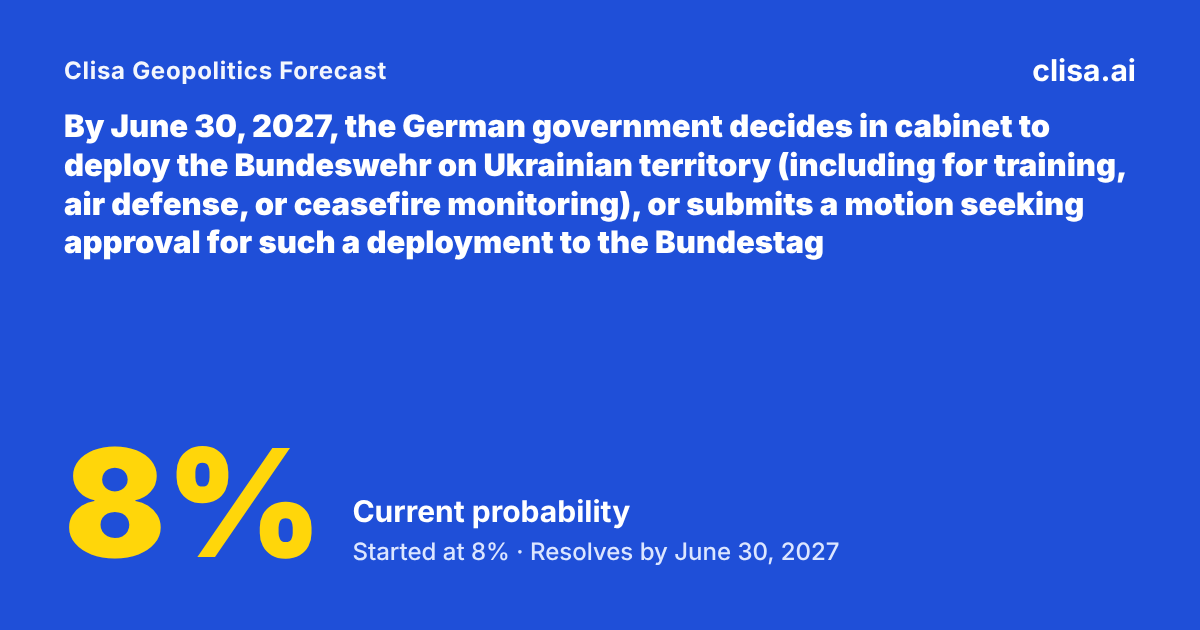 Clisa Geopolitics Forecast
clisa.ai
By June 30, 2027, the German government decides in cabinet to
deploy the Bundeswehr on Ukrainian territory (including for training,
air defense, or ceasefire monitoring), or submits a motion seeking
approval for such a deployment to the Bundestag
8%
Current probability
Started at 8% · Resolves by June 30, 2027